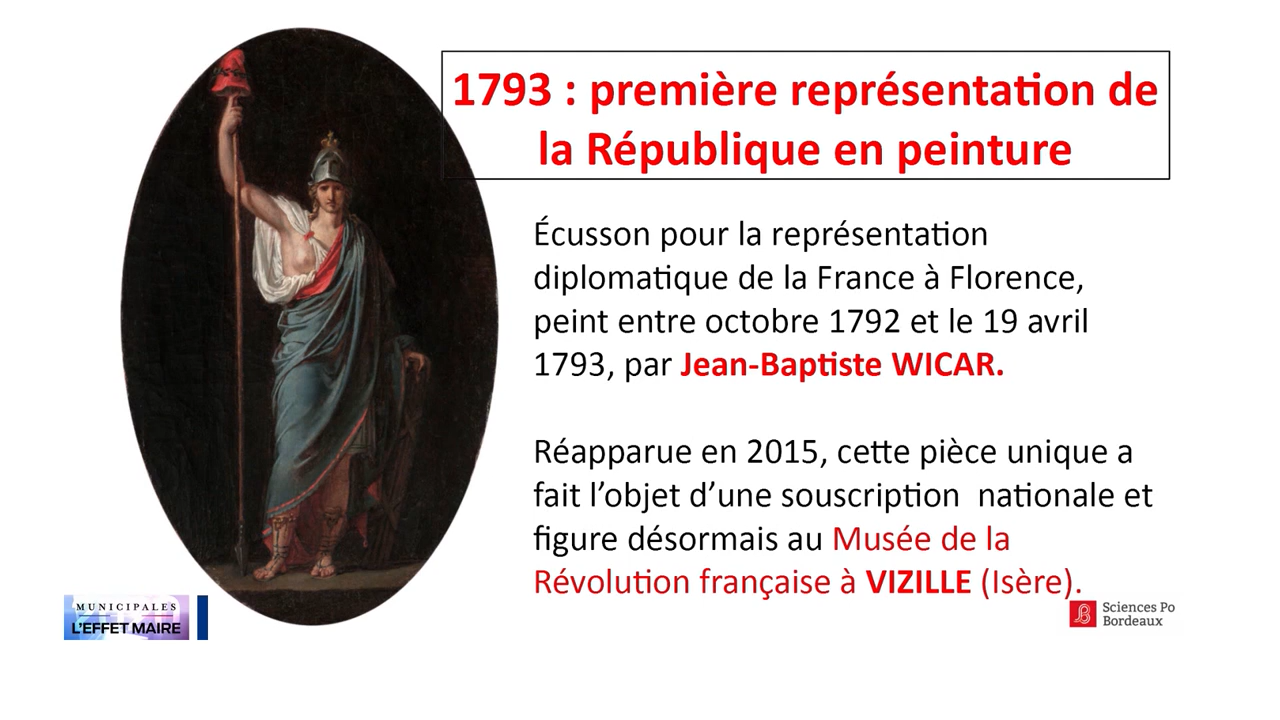 1793 : première représentation de
la République en peinture
Écusson pour la représentation
diplomatique de la France à Florence,
peint entre octobre 1792 et le 19 avril
1793, par Jean-Baptiste WICAR.
Réapparue en 2015, cette pièce unique a
fait l’objet d’une souscription  nationale et
figure désormais au Musée de la
Révolution française à VIZILLE (Isère).
MUNICIPALES
L'EFFET MAIRE
Sciences Po
Bordeaux